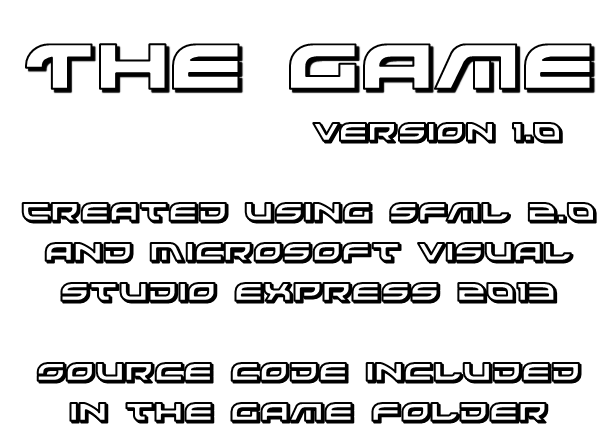 THE GAME
VERSION 1.0
CREATED USING SFML 2.0
AND MICROSOFT VISUAL
STUDIO EXPRESS 2013
SOURCE CODE INCLUDED
IN THE GAME FOLDER